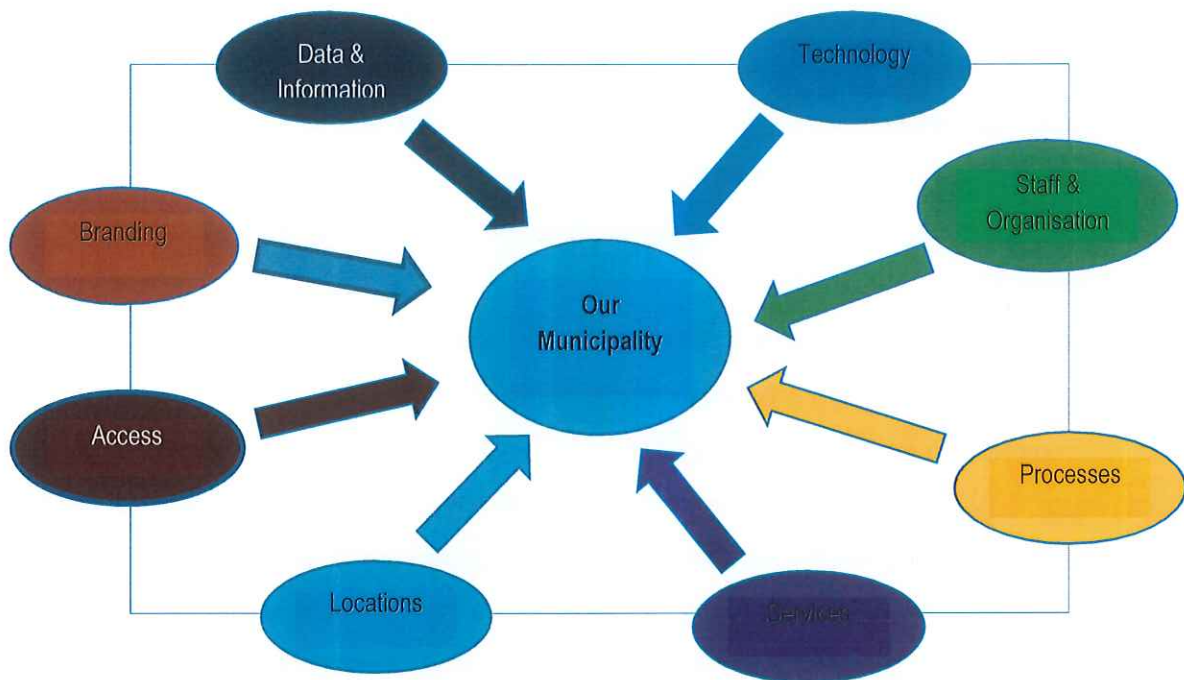 Data &
Information
Technology
Staff &
Organisation
Branding
Our
Municipality
Access
Processes
Locations
Services